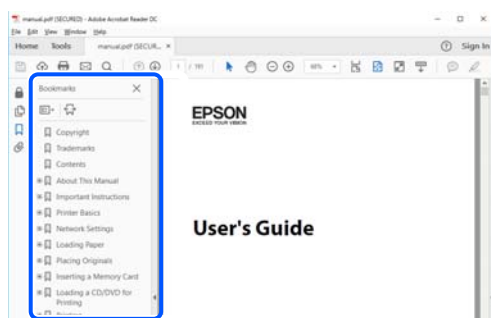 manual.pdf (SECURED) - Adobe Acrobat Reader DC
File Edit View Window Help
Home Tools manual.pdf (SECUR... × Sign In
1 / 191
Bookmarks
Copyright
Trademarks
Contents
About This Manual
Important Instructions
Printer Basics
Network Settings
Loading Paper
Placing Originals
Inserting a Memory Card
Loading a CD/DVD for
Printing
EPSON
EXCEED YOUR VISION
User's Guide